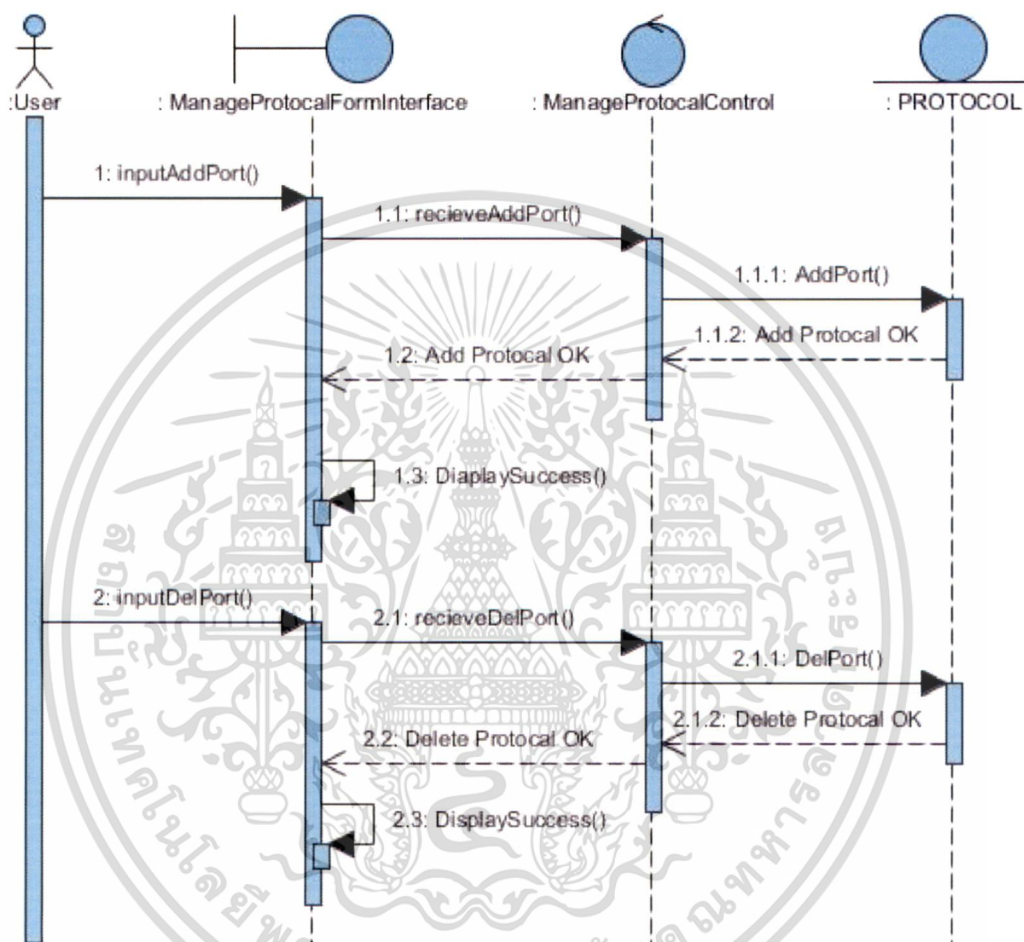 :User
: ManageProtocalFormInterface
: ManageProtocalControl
: PROTOCOL
1: inputAddPort()
1.1: recieveAddPort()
1.1.1: AddPort()
1.1.2: Add Protocal OK
1.2: Add Protocal OK
1.3: DiaplaySuccess()
2: inputDelPort()
2.1: recieveDelPort()
2.1.1: DelPort()
2.1.2: Delete Protocal OK
2.2: Delete Protocal OK
2.3: DisplaySuccess()